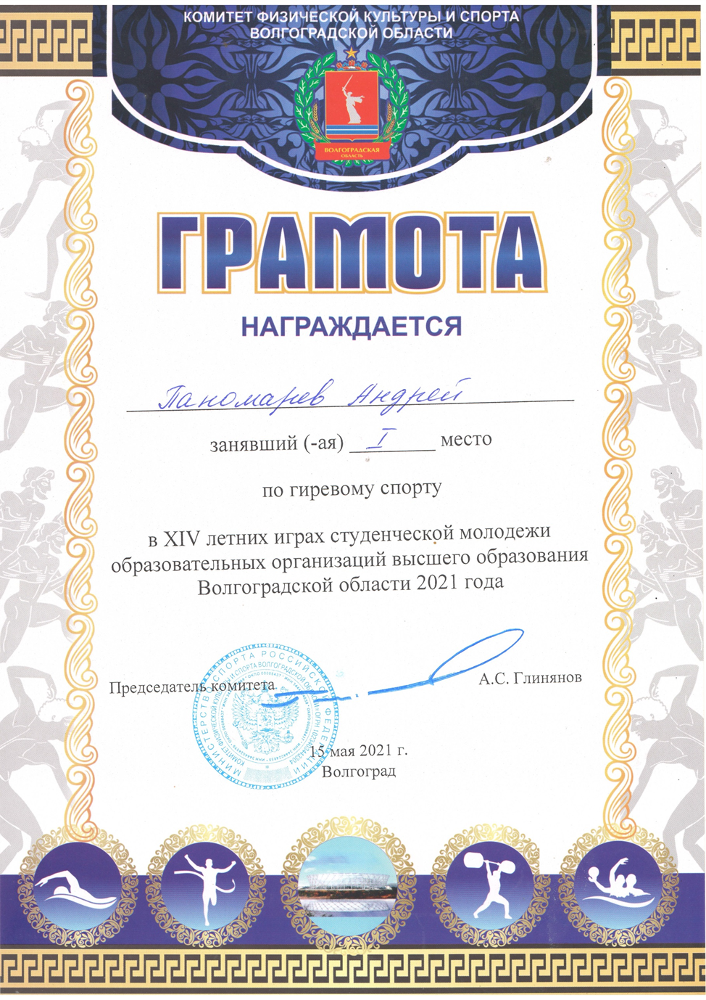 КОМИТЕТ ФИЗИЧЕСКОЙ КУЛЬТУРЫ И СПОРТА
ВОЛГОГРАДСКОЙ ОБЛАСТИ
ВОЛГОГРАДСКАЯ
ОБЛАСТЬ
ГРАМОТА
НАГРАЖДАЕТСЯ
Паномарев Андрей
занявший (-ая) I место
по гиревому спорту
в XIV летних играх студенческой молодежи
образовательных организаций высшего образования
Волгоградской области 2021 года
Председатель комитета
А.С. Глинянов
МИНИСТЕРСТВО СПОРТА РОССИЙСКОЙ ФЕДЕРАЦИИ
КОМИТЕТ ФИЗИЧЕСКОЙ КУЛЬТУРЫ И СПОРТА ВОЛГОГРАДСКОЙ ОБЛАСТИ
15 мая 2021 г.
Волгоград